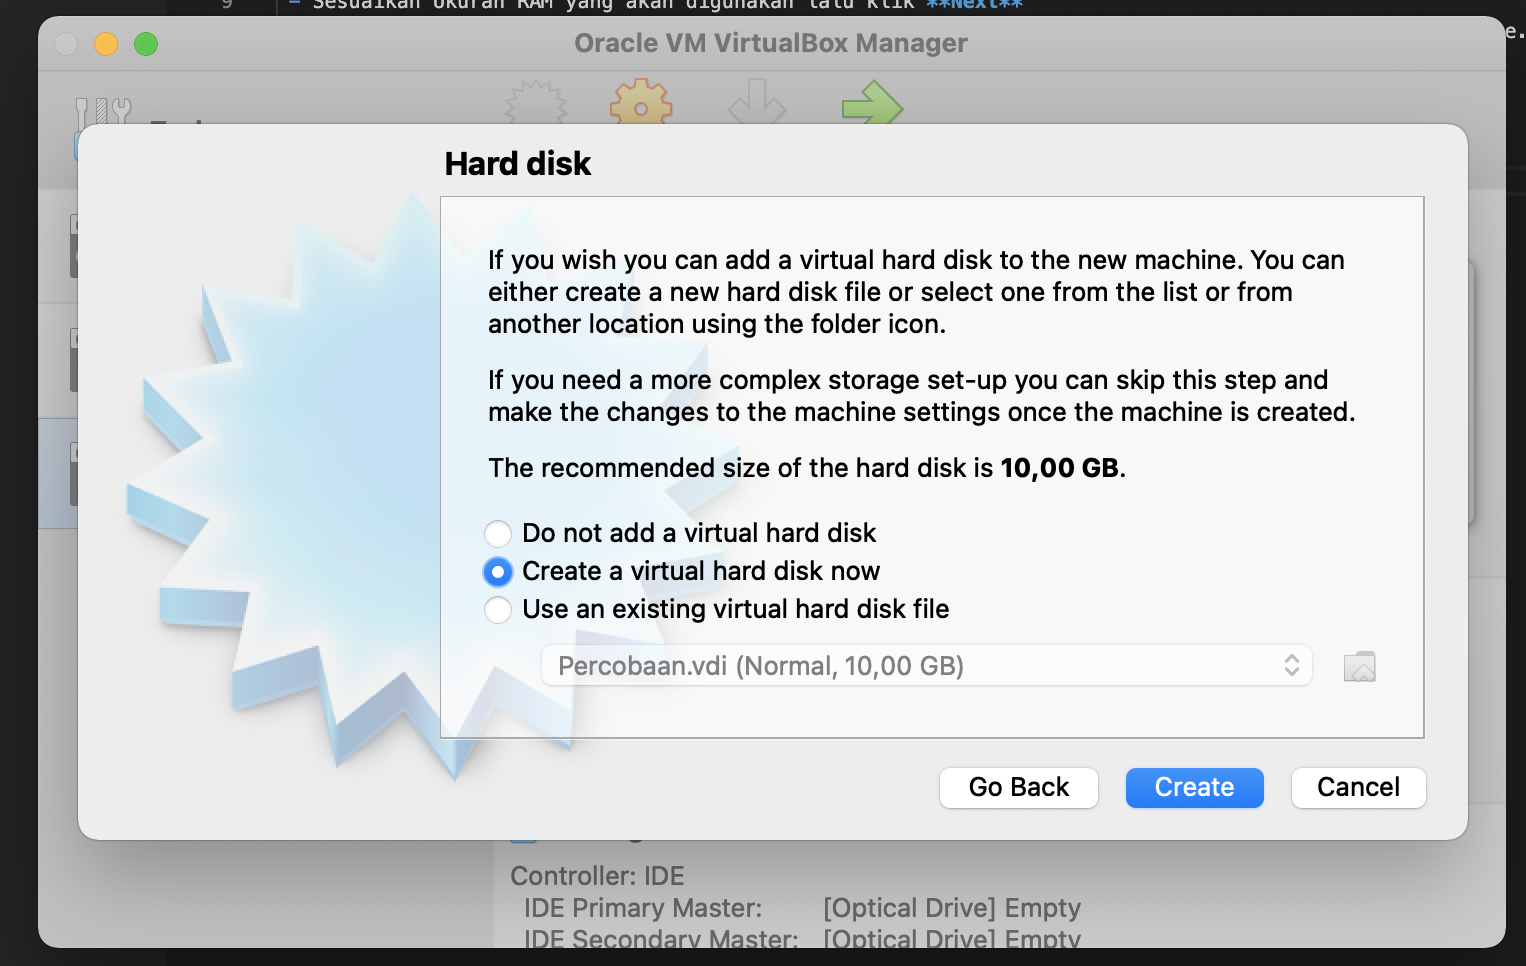 9 - Sesuaikan ukuran RAM yang akan digunakan lalu klik **Next**
e.
Oracle VM VirtualBox Manager
Hard disk
If you wish you can add a virtual hard disk to the new machine. You can
either create a new hard disk file or select one from the list or from
another location using the folder icon.
If you need a more complex storage set-up you can skip this step and
make the changes to the machine settings once the machine is created.
The recommended size of the hard disk is 10,00 GB.
Do not add a virtual hard disk
Create a virtual hard disk now
Use an existing virtual hard disk file
Percobaan.vdi (Normal, 10,00 GB)
Go Back Create Cancel
Controller: IDE
IDE Primary Master: [Optical Drive] Empty
IDE Secondary Master: [Optical Drive] Empty